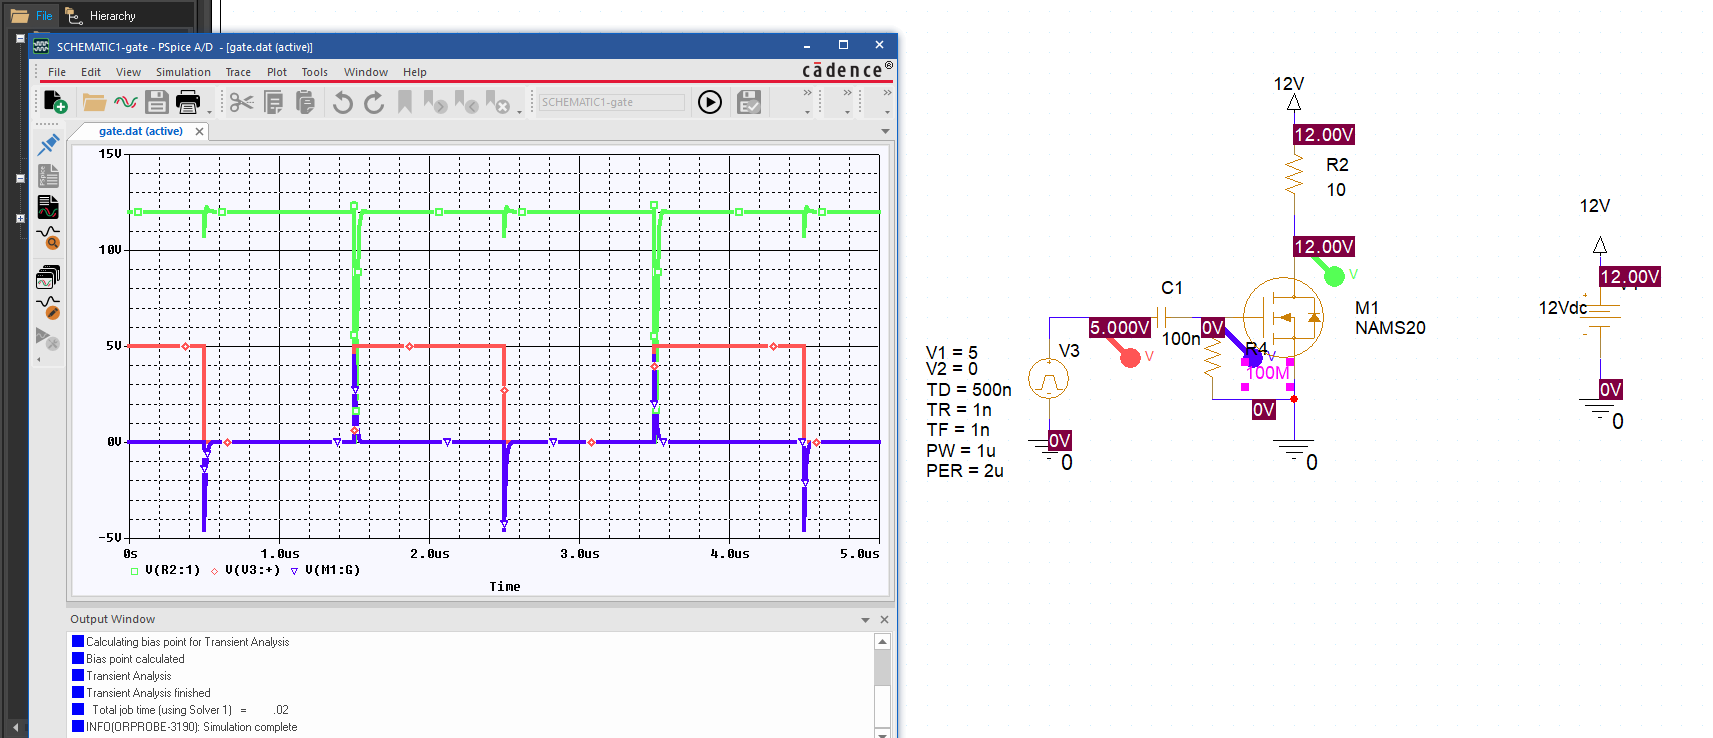 File
Hierarchy
SCHEMATIC1-gate - PSpice A/D - [gate.dat (active)]
File Edit View Simulation Trace Plot Tools Window Help
cādence®
SCHEMATIC1-gate
gate.dat (active)
15V
10V
5V
0V
-5V
0s 1.0us 2.0us 3.0us 4.0us 5.0us
V(R2:1) V(V3:+) V(M1:G)
Time
Output Window
Calculating bias point for Transient Analysis
Bias point calculated
Transient Analysis
Transient Analysis finished
Total job time (using Solver 1) = .02
INFO(ORPROBE-3190): Simulation complete
12V
12.00V
R2
10
12.00V
V
C1
5.000V
100n
0V
V
V3
V1 = 5
V2 = 0
TD = 500n
TR = 1n
TF = 1n
PW = 1u
PER = 2u
R4
V
100M
0V
M1
NAMS20
0V
0
0
12V
12.00V
12Vdc
0V
0